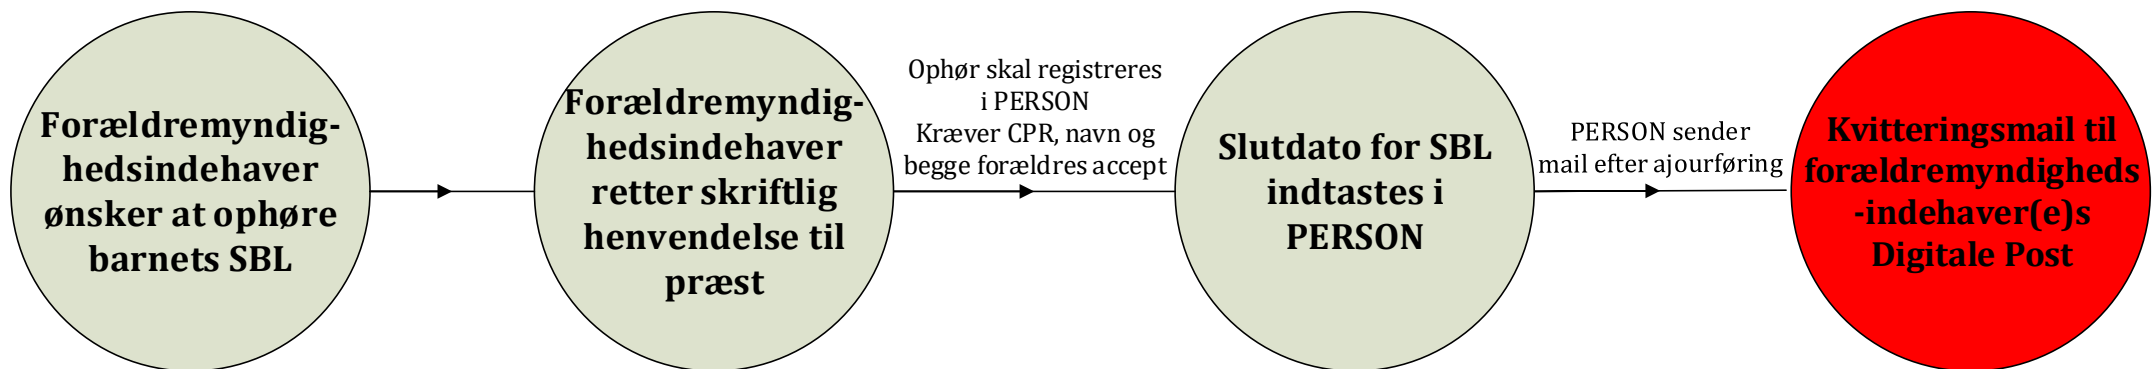 Forældremyndig-
hedsindehaver
ønsker at ophøre
barnets SBL
Forældremyndig-
hedsindehaver
retter skriftlig
henvendelse til
præst
Ophør skal registreres
i PERSON
Kræver CPR, navn og
begge forældres accept
Slutdato for SBL
indtastes i
PERSON
PERSON sender
mail efter ajourføring
Kvitteringsmail til
forældremyndigheds
-indehaver(e)s
Digitale Post